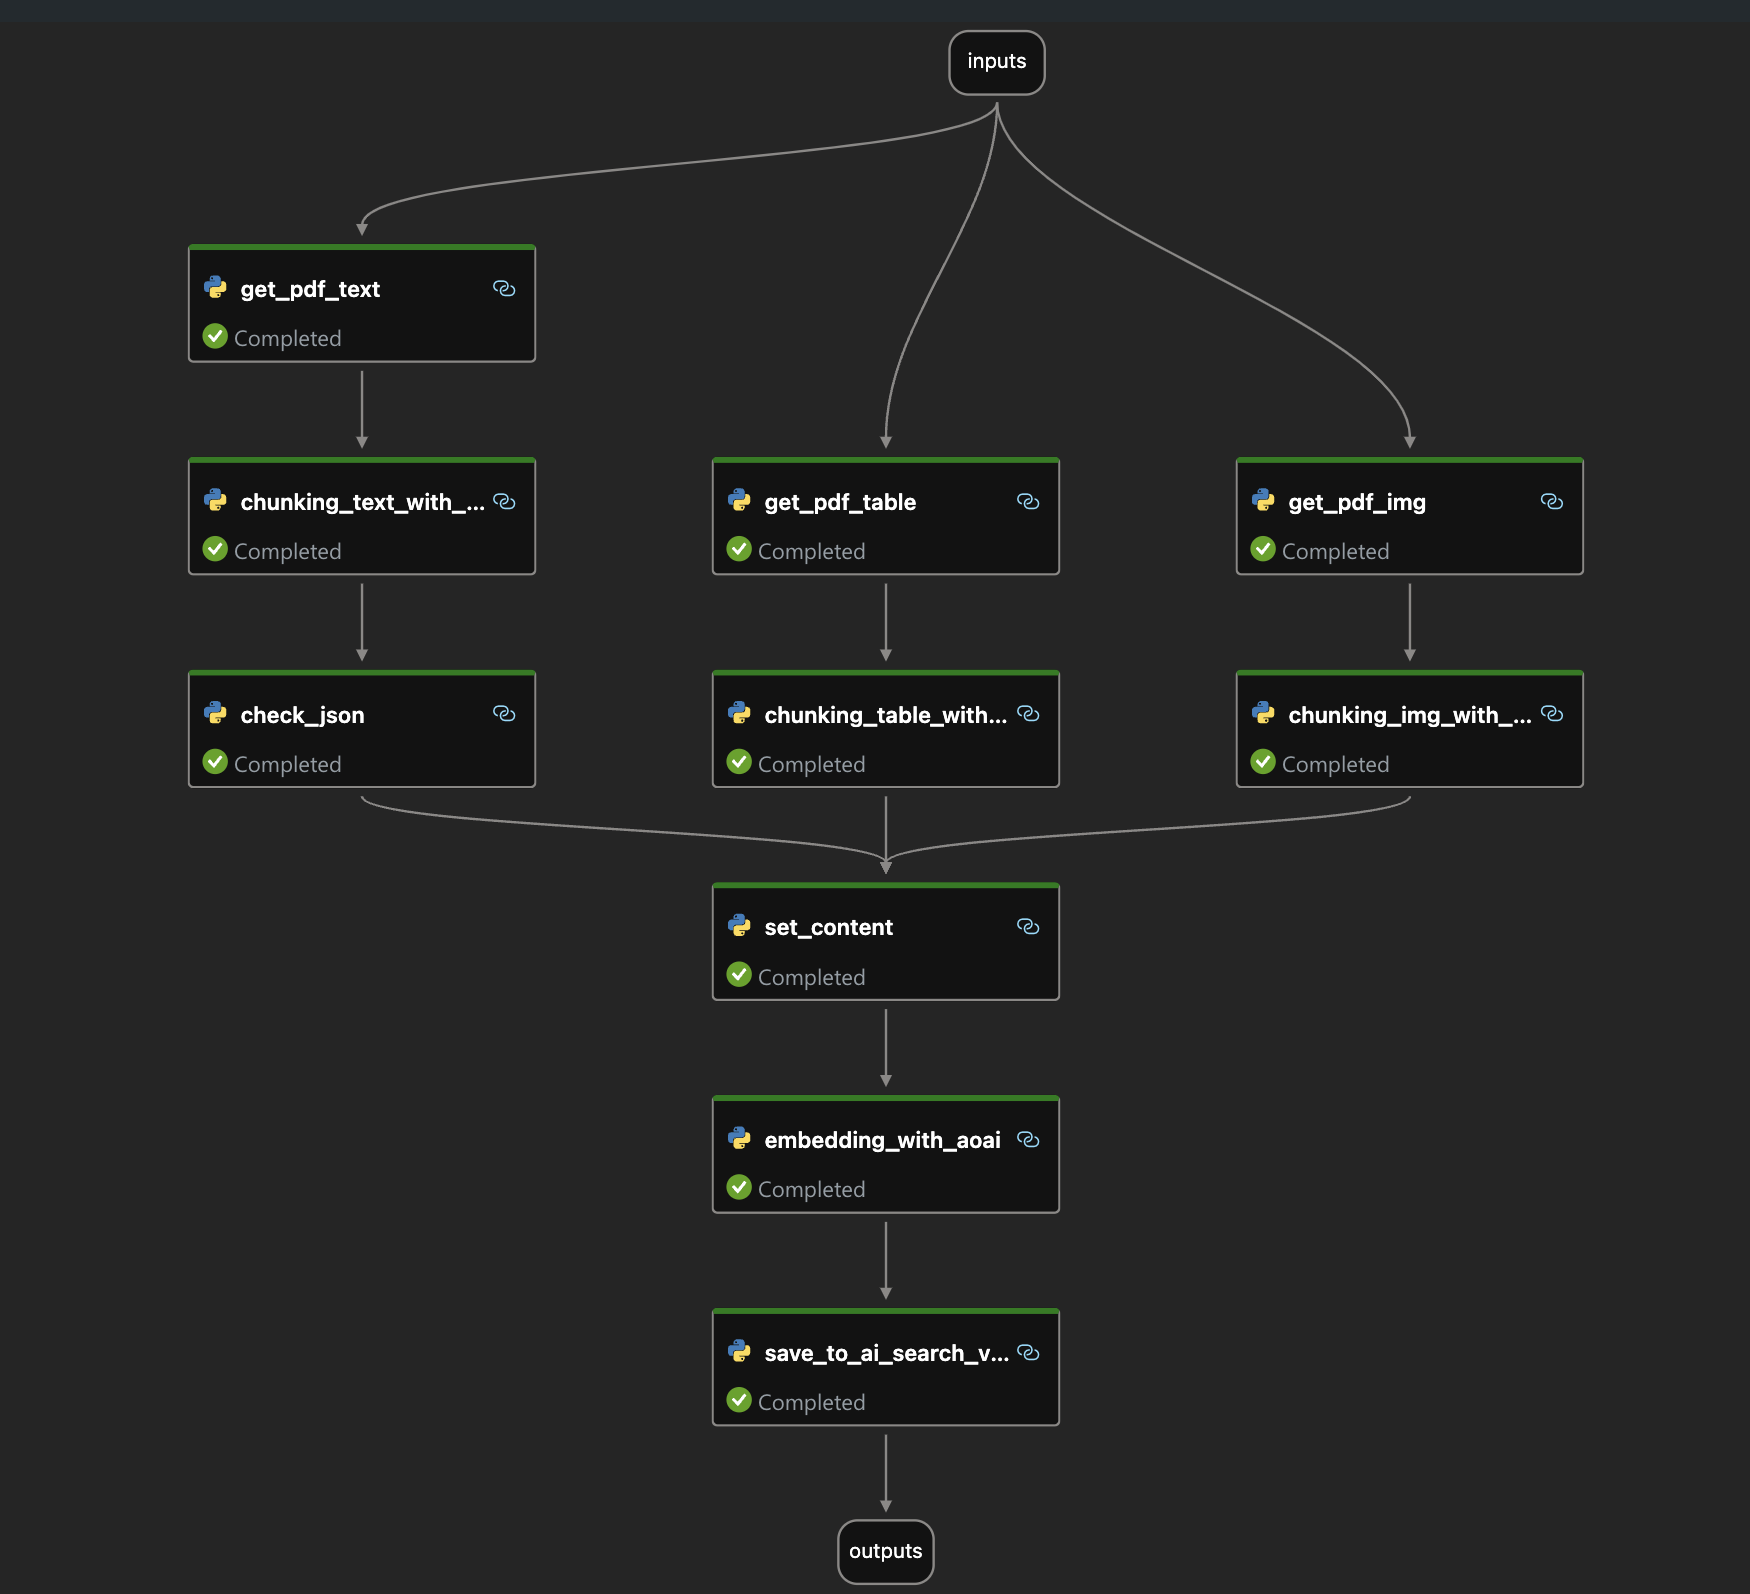 inputs
get_pdf_text
Completed
chunking_text_with_...
Completed
get_pdf_table
Completed
get_pdf_img
Completed
check_json
Completed
chunking_table_with...
Completed
chunking_img_with_...
Completed
set_content
Completed
embedding_with_aoai
Completed
save_to_ai_search_v...
Completed
outputs